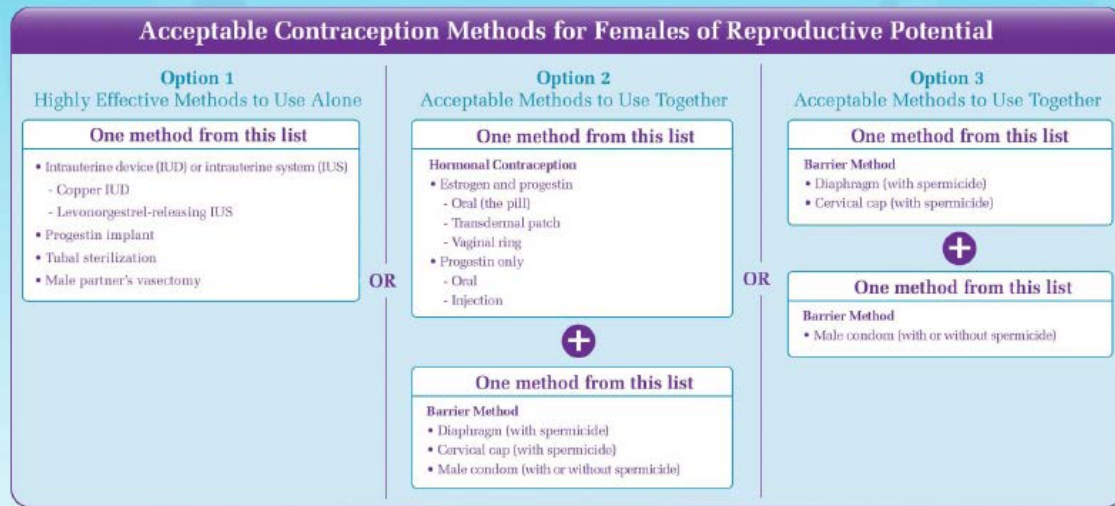 Acceptable Contraception Methods for Females of Reproductive Potential
Option 1
Highly Effective Methods to Use Alone
One method from this list
• Intrauterine device (IUD) or intrauterine system (IUS)
- Copper IUD
- Levonorgestrel-releasing IUS
• Progestin implant
• Tubal sterilization
• Male partner's vasectomy
OR
Option 2
Acceptable Methods to Use Together
One method from this list
Hormonal Contraception
• Estrogen and progestin
- Oral (the pill)
- Transdermal patch
- Vaginal ring
• Progostin only
- Oral
- Injection
+
One method from this list
Barrier Method
• Diaphragm (with spermicide)
• Cervical cap (with spermicide)
• Male condom (with or without spermicide)
OR
Option 3
Acceptable Methods to Use Together
One method from this list
Barrier Method
• Diaphragm (with spermicide)
• Cervical cap (with spermicide)
+
One method from this list
Barrier Method
• Male condom (with or without spermicide)